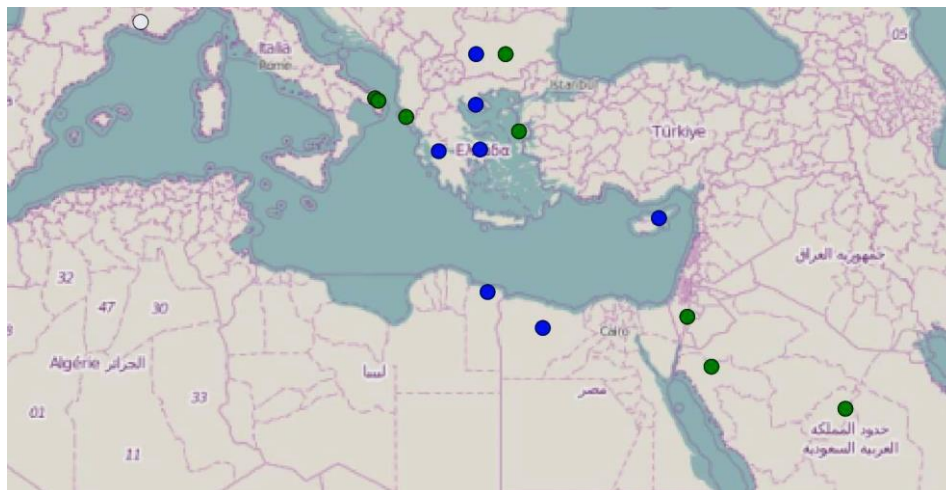 05
Italia
Rome
Istanbul
Türkiye
Ελλάδα
جمهورية العراق
32
47
30
Cairo
Algérie الجزائر
ليبيا
مصر
33
01
حدود المملكة
العربية السعودية
11